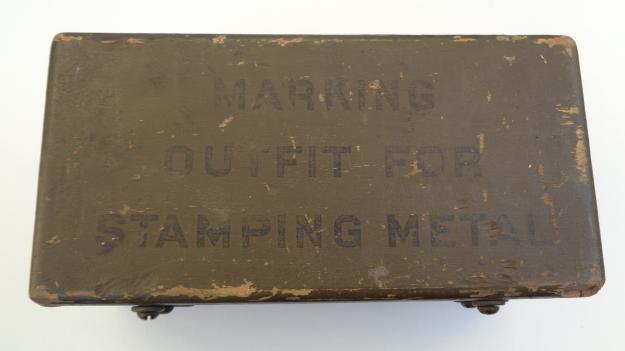 MARKING
OUTFIT FOR
STAMPING METAL